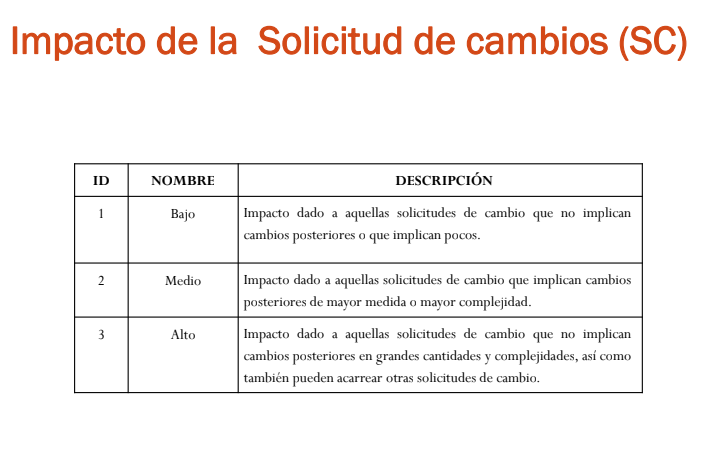 Impacto de la Solicitud de cambios (SC)
ID NOMBRE DESCRIPCIÓN
1 Bajo Impacto dado a aquellas solicitudes de cambio que no implican
cambios posteriores o que implican pocos.
2 Medio Impacto dado a aquellas solicitudes de cambio que implican cambios
posteriores de mayor medida o mayor complejidad.
3 Alto Impacto dado a aquellas solicitudes de cambio que no implican
cambios posteriores en grandes cantidades y complejidades, así como
también pueden acarrear otras solicitudes de cambio.